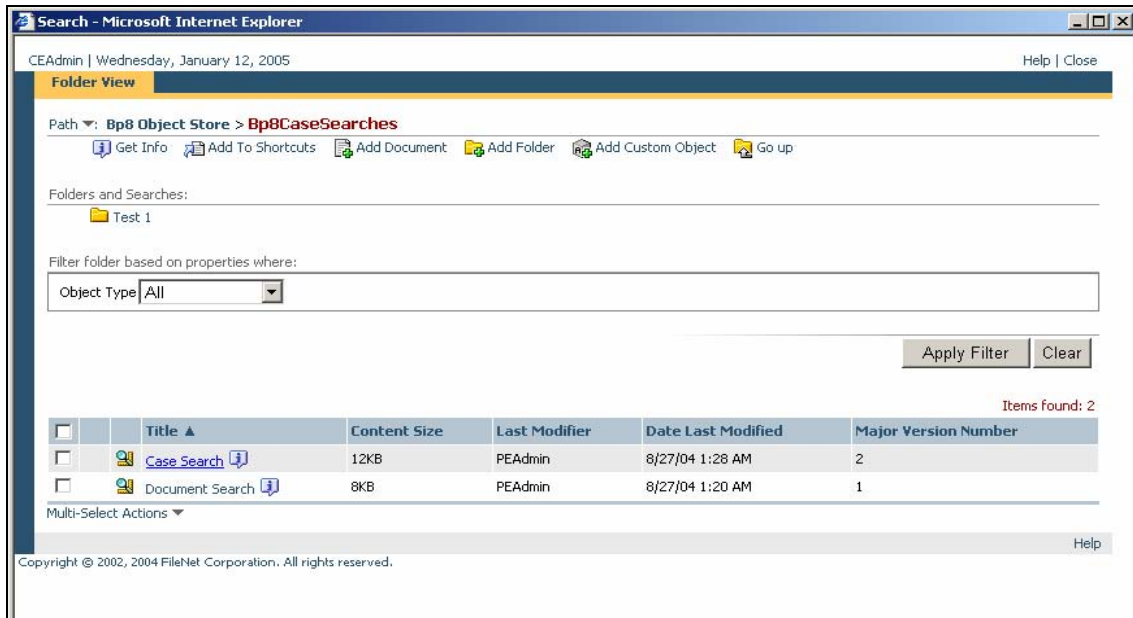 Search - Microsoft Internet Explorer
CEAdmin | Wednesday, January 12, 2005 Help | Close
Folder View
Path ▼: Bp8 Object Store > Bp8CaseSearches
Get Info Add To Shortcuts Add Document Add Folder Add Custom Object Go up
Folders and Searches:
Test 1
Filter folder based on properties where:
Object Type All
Apply Filter Clear
Items found: 2
Title ▲ Content Size Last Modifier Date Last Modified Major Version Number
Case Search 12KB PEAdmin 8/27/04 1:28 AM 2
Document Search 8KB PEAdmin 8/27/04 1:20 AM 1
Multi-Select Actions ▼
Help
Copyright © 2002, 2004 FileNet Corporation. All rights reserved.